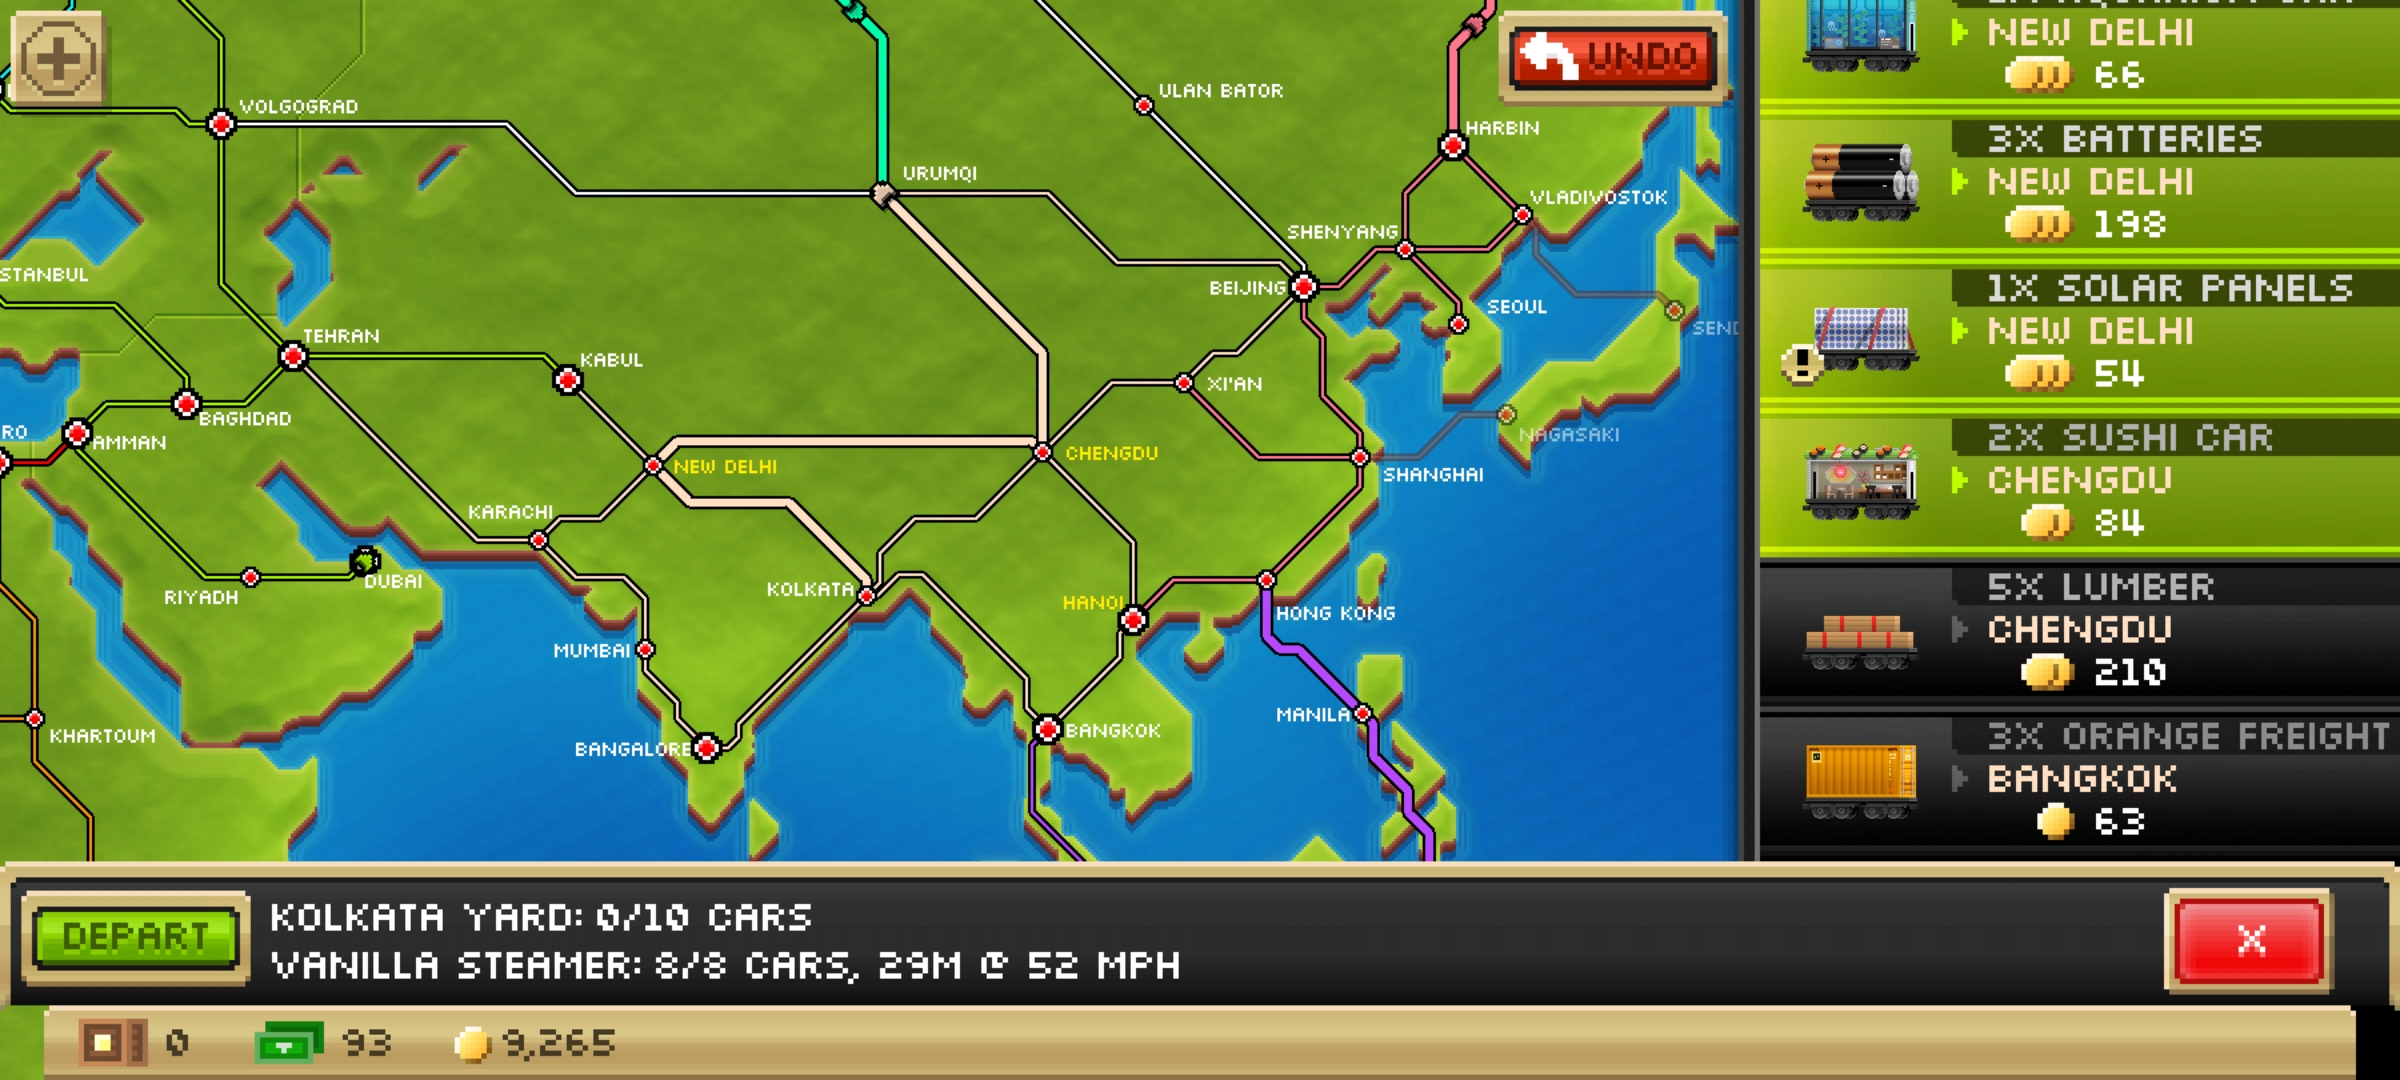 UNDO
VOLGOGRAD
ULAN BATOR
HARBIN
URUMQI
VLADIVOSTOK
SHENYANG
STANBUL
BEIJING
SEOUL
SEND
TEHRAN
KABUL
XI'AN
BAGHDAD
RO
AMMAN
NEW DELHI
CHENGDU
NAGASAKI
SHANGHAI
KARACHI
DUBAI
RIYADH
KOLKATA
HANOI
HONG KONG
MUMBAI
MANILA
KHARTOUM
BANGKOK
BANGALORE
NEW DELHI
66
3X BATTERIES
NEW DELHI
198
1X SOLAR PANELS
NEW DELHI
54
2X SUSHI CAR
CHENGDU
84
5X LUMBER
CHENGDU
210
3X ORANGE FREIGHT
BANGKOK
63
DEPART
KOLKATA YARD: 0/10 CARS
VANILLA STEAMER: 8/8 CARS, 29M @ 52 MPH
X
0
93
9,265